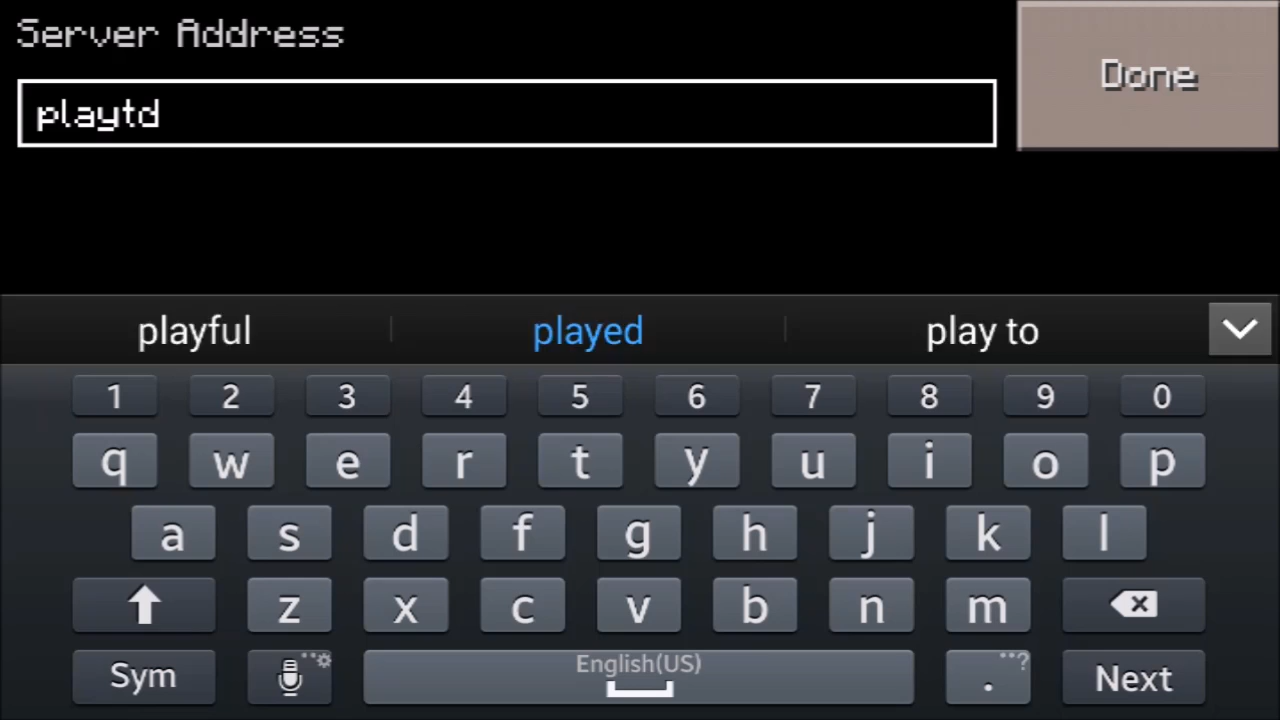 Server Address
Done
playtd
playful played play to
1 2 3 4 5 6 7 8 9 0
q w e r t y u i o p
a s d f g h j k l
z x c v b n m
Sym English(US) . ..? Next